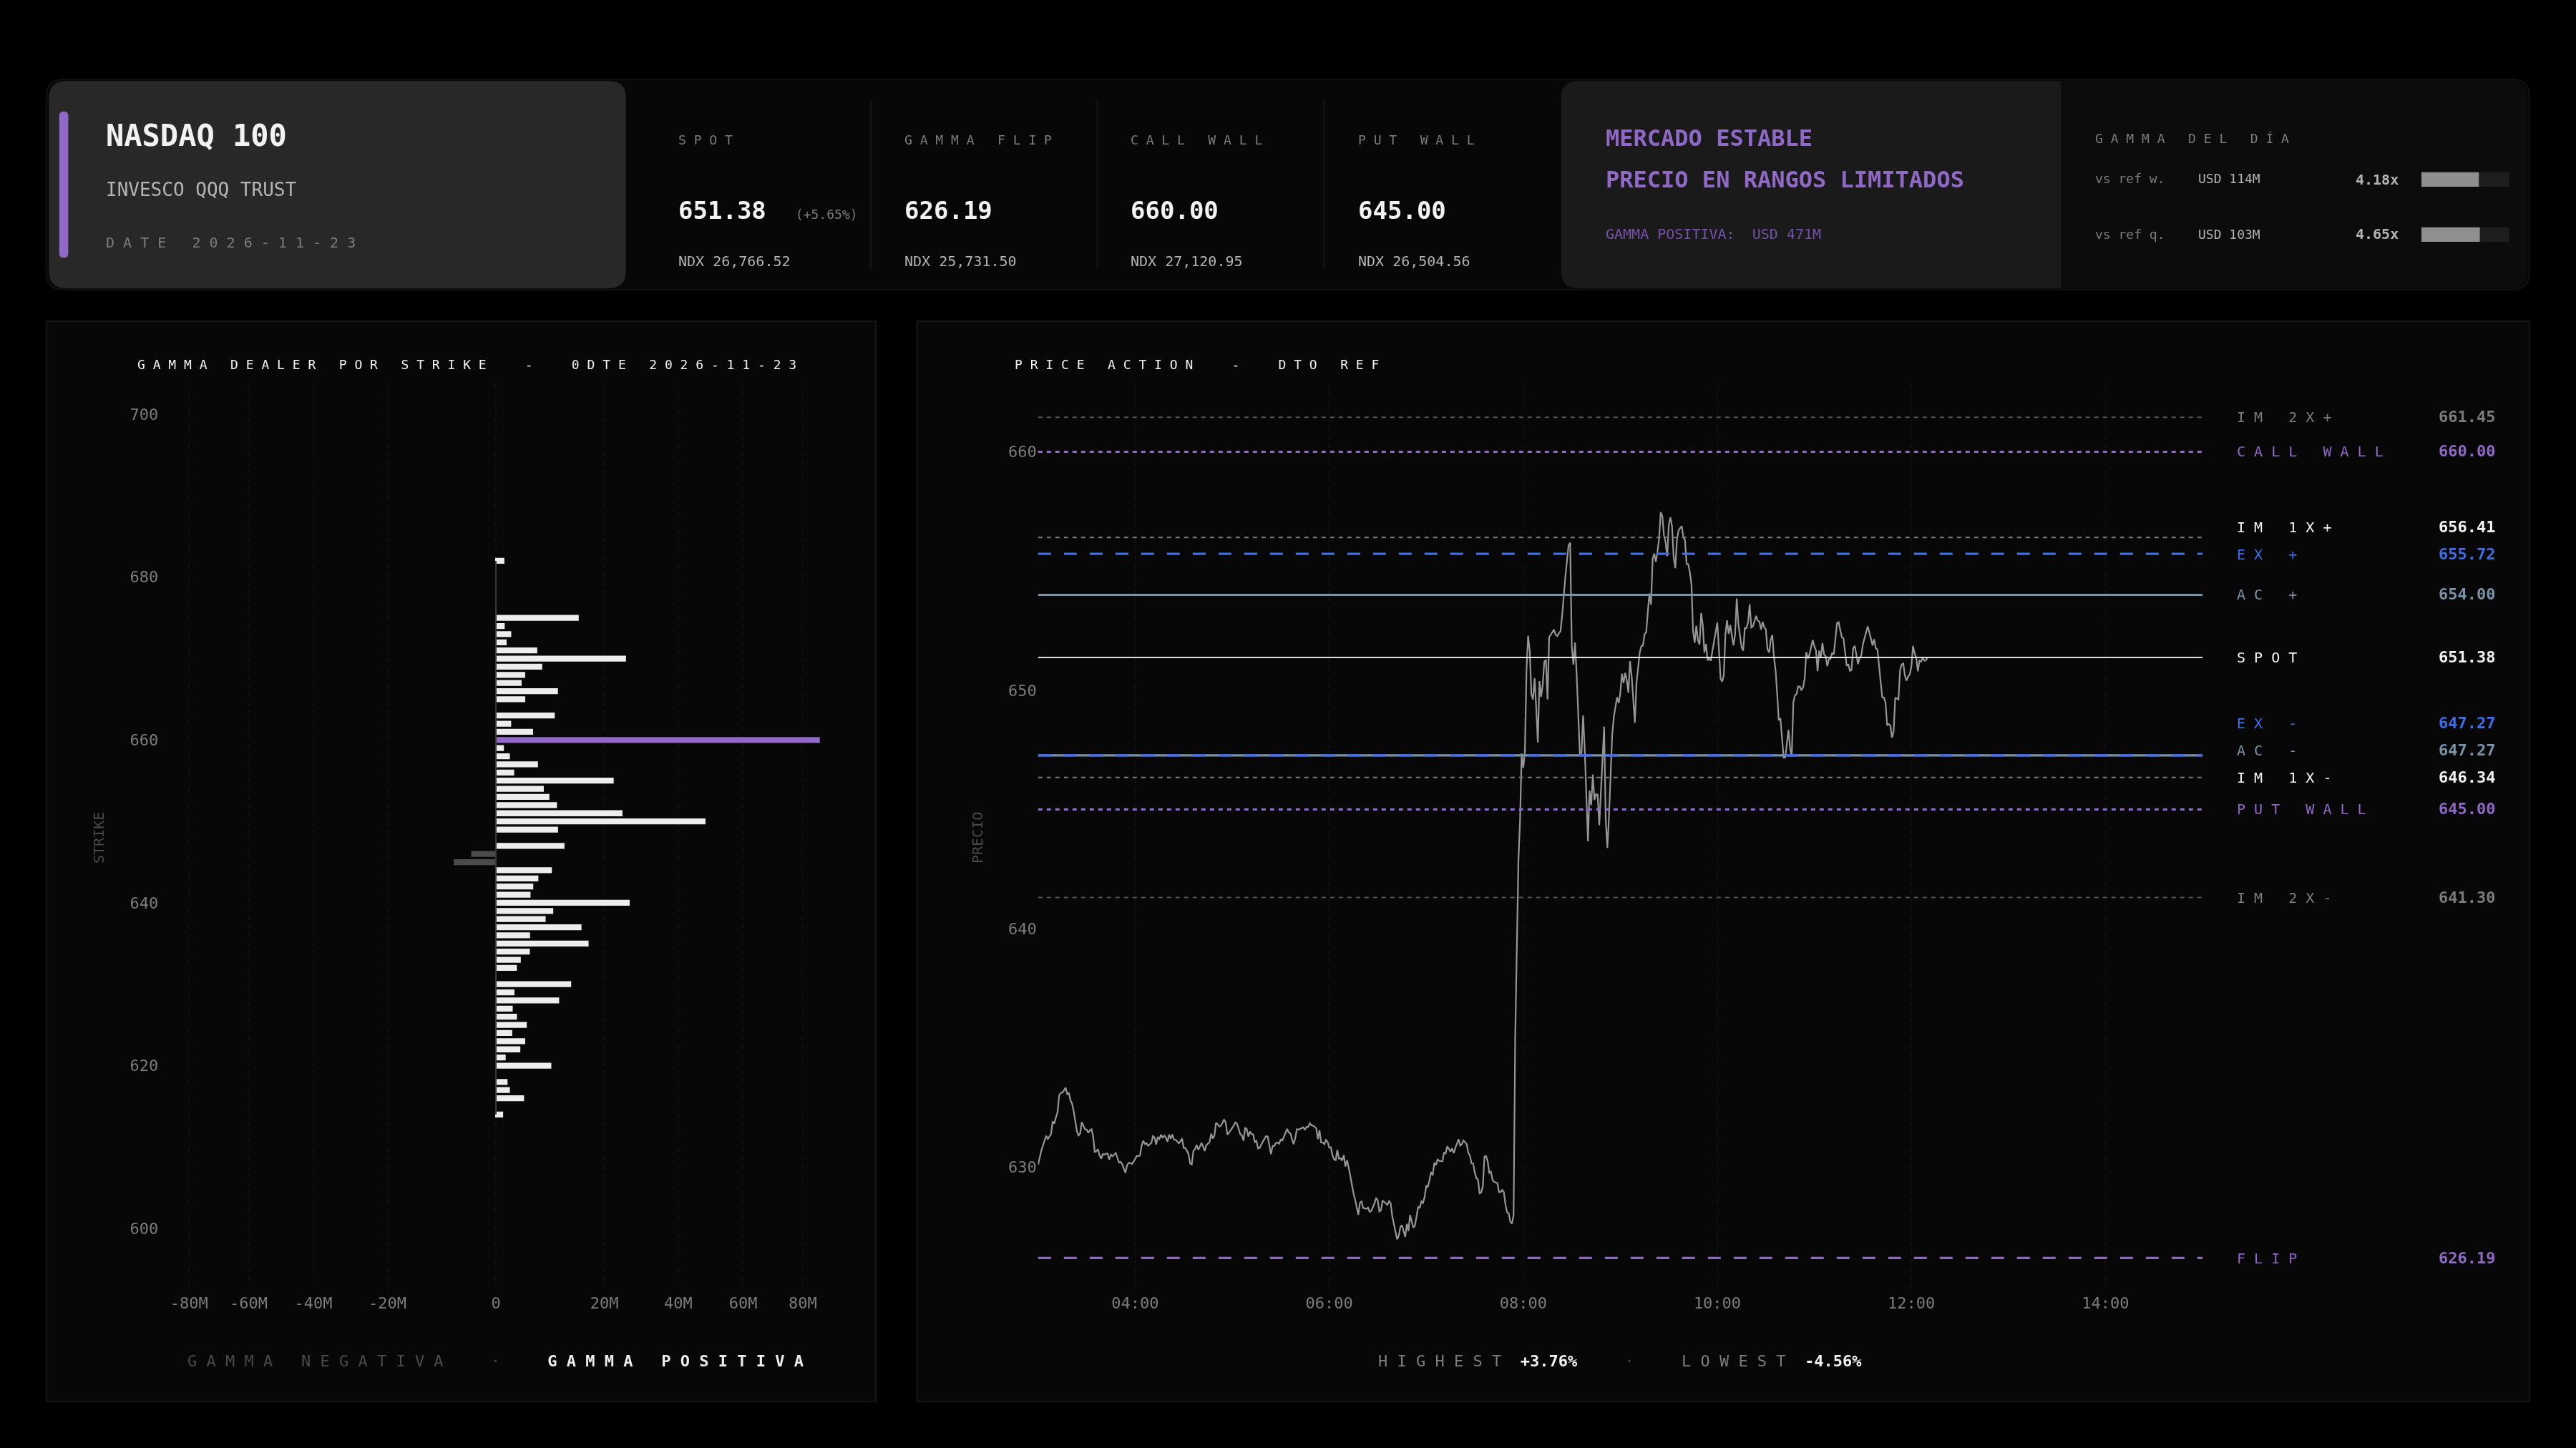 NASDAQ 100
INVESCO QQQ TRUST
DATE 2026-11-23
SPOT
651.38 (+5.65%)
NDX 26,766.52
GAMMA FLIP
626.19
NDX 25,731.50
CALL WALL
660.00
NDX 27,120.95
PUT WALL
645.00
NDX 26,504.56
MERCADO ESTABLE
PRECIO EN RANGOS LIMITADOS
GAMMA POSITIVA: USD 471M
GAMMA DEL DÍA
vs ref w. USD 114M 4.18x
vs ref q. USD 103M 4.65x
GAMMA DEALER POR STRIKE - 0DTE 2026-11-23
700
680
660
640
620
600
STRIKE
-80M -60M -40M -20M 0 20M 40M 60M 80M
GAMMA NEGATIVA · GAMMA POSITIVA
PRICE ACTION - DTO REF
660
650
640
630
PRECIO
04:00 06:00 08:00 10:00 12:00 14:00
IM 2X+ 661.45
CALL WALL 660.00
IM 1X+ 656.41
EX + 655.72
AC + 654.00
SPOT 651.38
EX - 647.27
AC - 647.27
IM 1X- 646.34
PUT WALL 645.00
IM 2X- 641.30
FLIP 626.19
HIGHEST +3.76% · LOWEST -4.56%